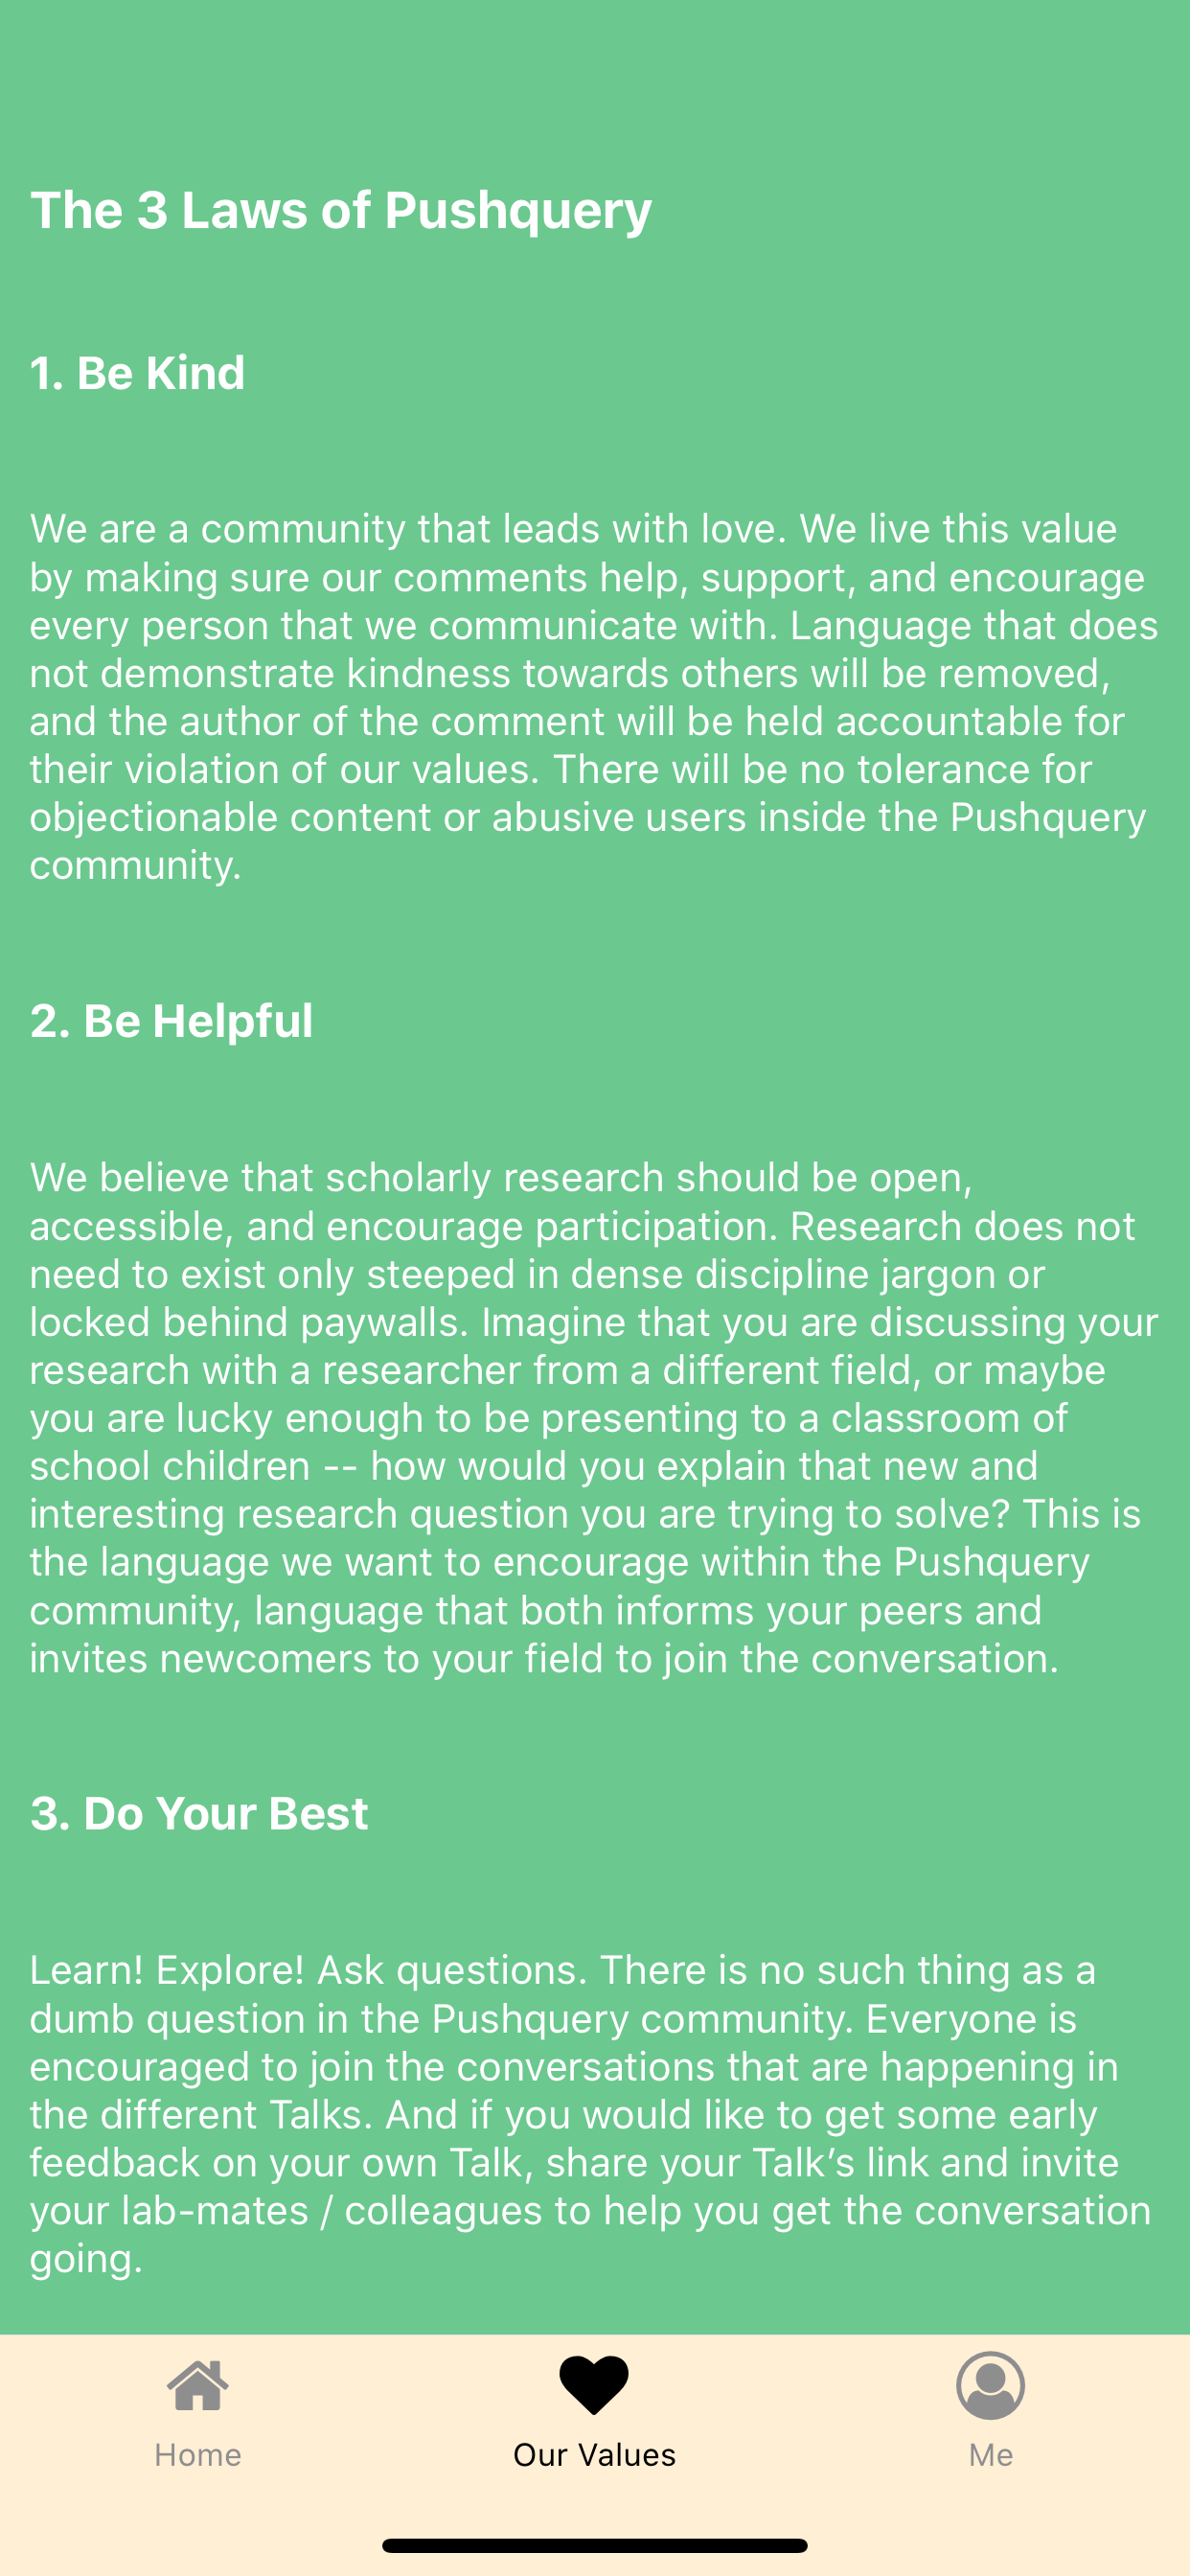 The 3 Laws of Pushquery
1. Be Kind
We are a community that leads with love. We live this value
by making sure our comments help, support, and encourage
every person that we communicate with. Language that does
not demonstrate kindness towards others will be removed,
and the author of the comment will be held accountable for
their violation of our values. There will be no tolerance for
objectionable content or abusive users inside the Pushquery
community.
2. Be Helpful
We believe that scholarly research should be open,
accessible, and encourage participation. Research does not
need to exist only steeped in dense discipline jargon or
locked behind paywalls. Imagine that you are discussing your
research with a researcher from a different field, or maybe
you are lucky enough to be presenting to a classroom of
school children -- how would you explain that new and
interesting research question you are trying to solve? This is
the language we want to encourage within the Pushquery
community, language that both informs your peers and
invites newcomers to your field to join the conversation.
3. Do Your Best
Learn! Explore! Ask questions. There is no such thing as a
dumb question in the Pushquery community. Everyone is
encouraged to join the conversations that are happening in
the different Talks. And if you would like to get some early
feedback on your own Talk, share your Talk’s link and invite
your lab-mates / colleagues to help you get the conversation
going.
Home
Our Values
Me